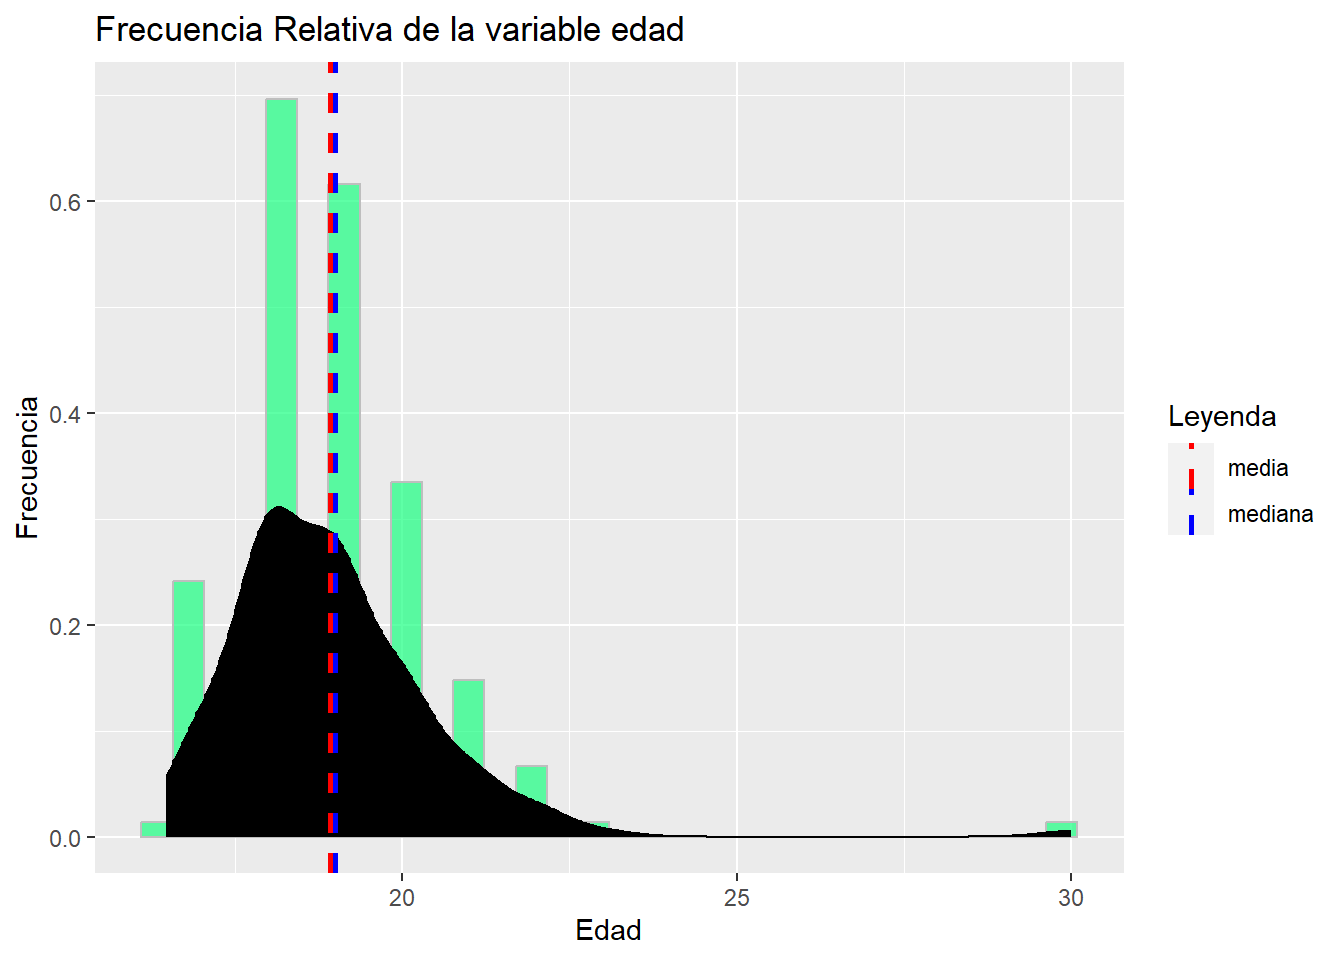 Frecuencia Relativa de la variable edad
0.6
0.4
0.2
0.0
Frecuencia
20
25
30
Edad
Leyenda
media
mediana